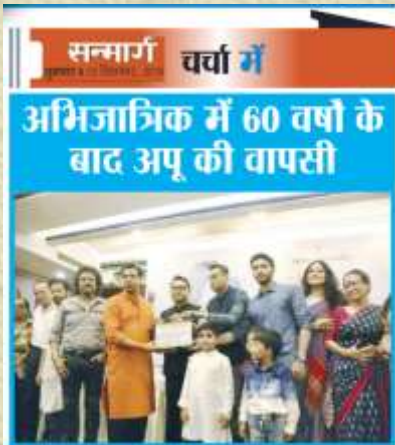 सन्मार्ग
चर्चा में
अभिजात्रिक में 60 वर्षों के
बाद अपू की वापसी